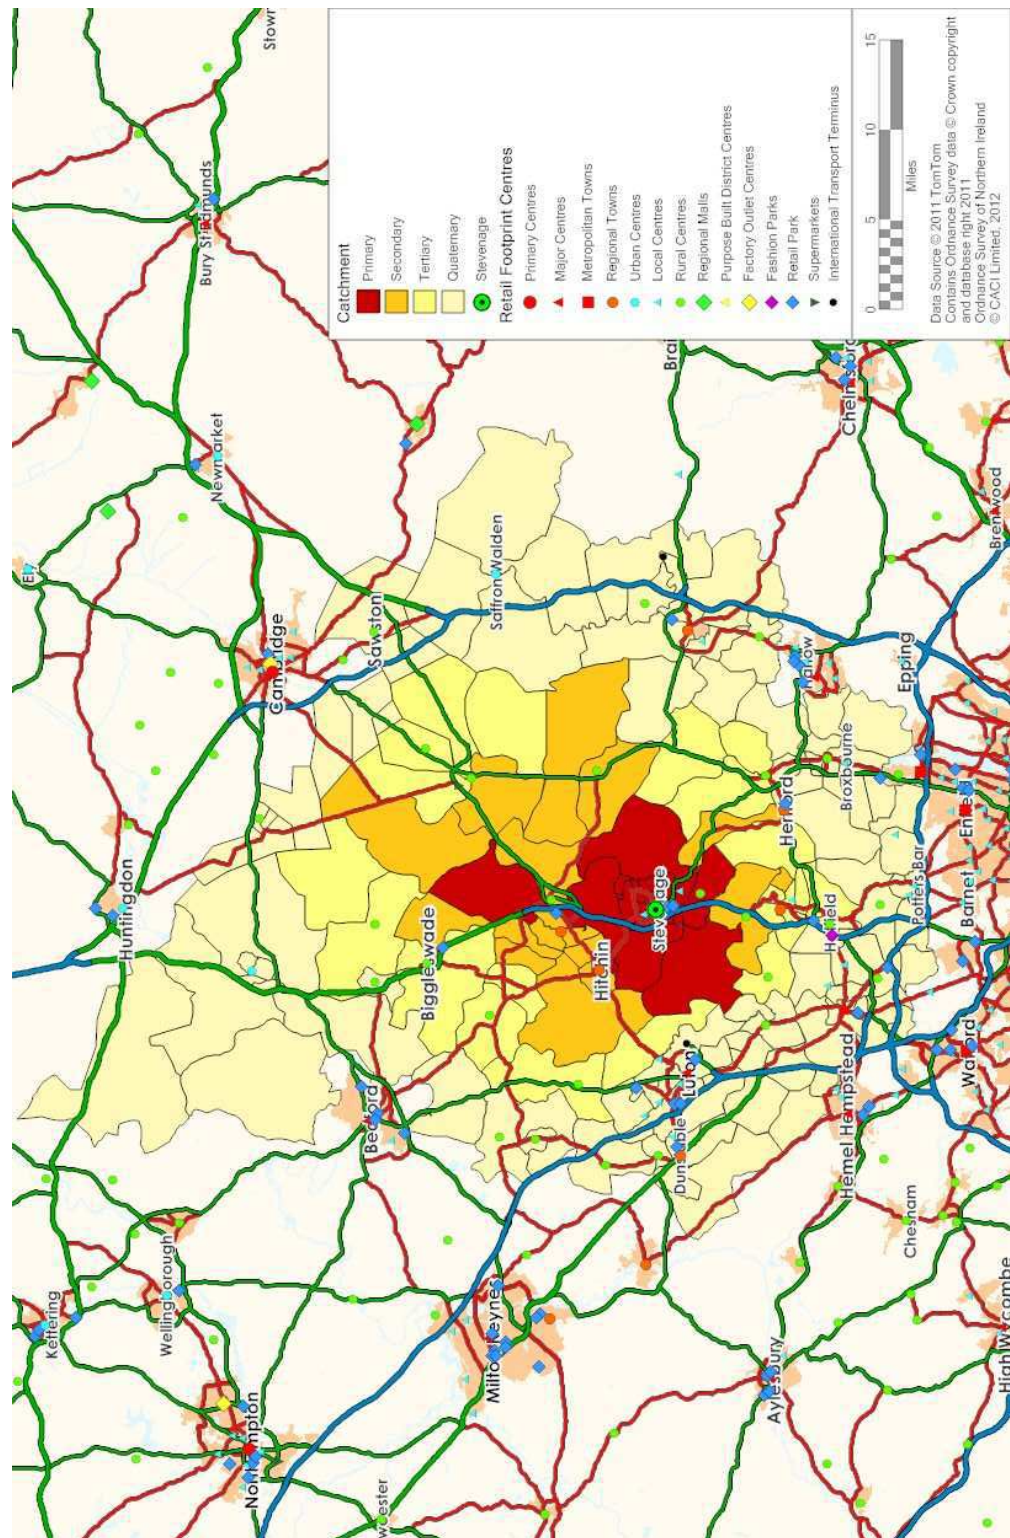 Catchment
Primary
Secondary
Tertiary
Quaternary
Stevenage
Retail Footprint Centres
Primary Centres
Major Centres
Metropolitan Towns
Regional Towns
Urban Centres
Local Centres
Rural Centres
Regional Malls
Purpose Built District Centres
Factory Outlet Centres
Fashion Parks
Retail Park
Supermarkets
International Transport Terminus
0 5 10 15
Miles
Data Source © 2011 TomTom
Contains Ordnance Survey data © Crown copyright
and database right 2011
Ordnance Survey of Northern Ireland
© CACI Limited, 2012
Kettering
Wellingborough
Northampton
Huntingdon
Ely
Newmarket
Bury St Edmunds
Stown
Cambridge
Sawston
Bedford
Biggleswade
Saffron Walden
Milton Keynes
Hitchin
Stevenage
Luton
Dunstable
Brai
Aylesbury
Hemel Hempstead
Hatfield
Hertford
Harlow
Broxbourne
Epping
Chelmsford
Chesham
Potters Bar
Watford
Barnet
Enfield
Brentwood
High Wycombe
wcester